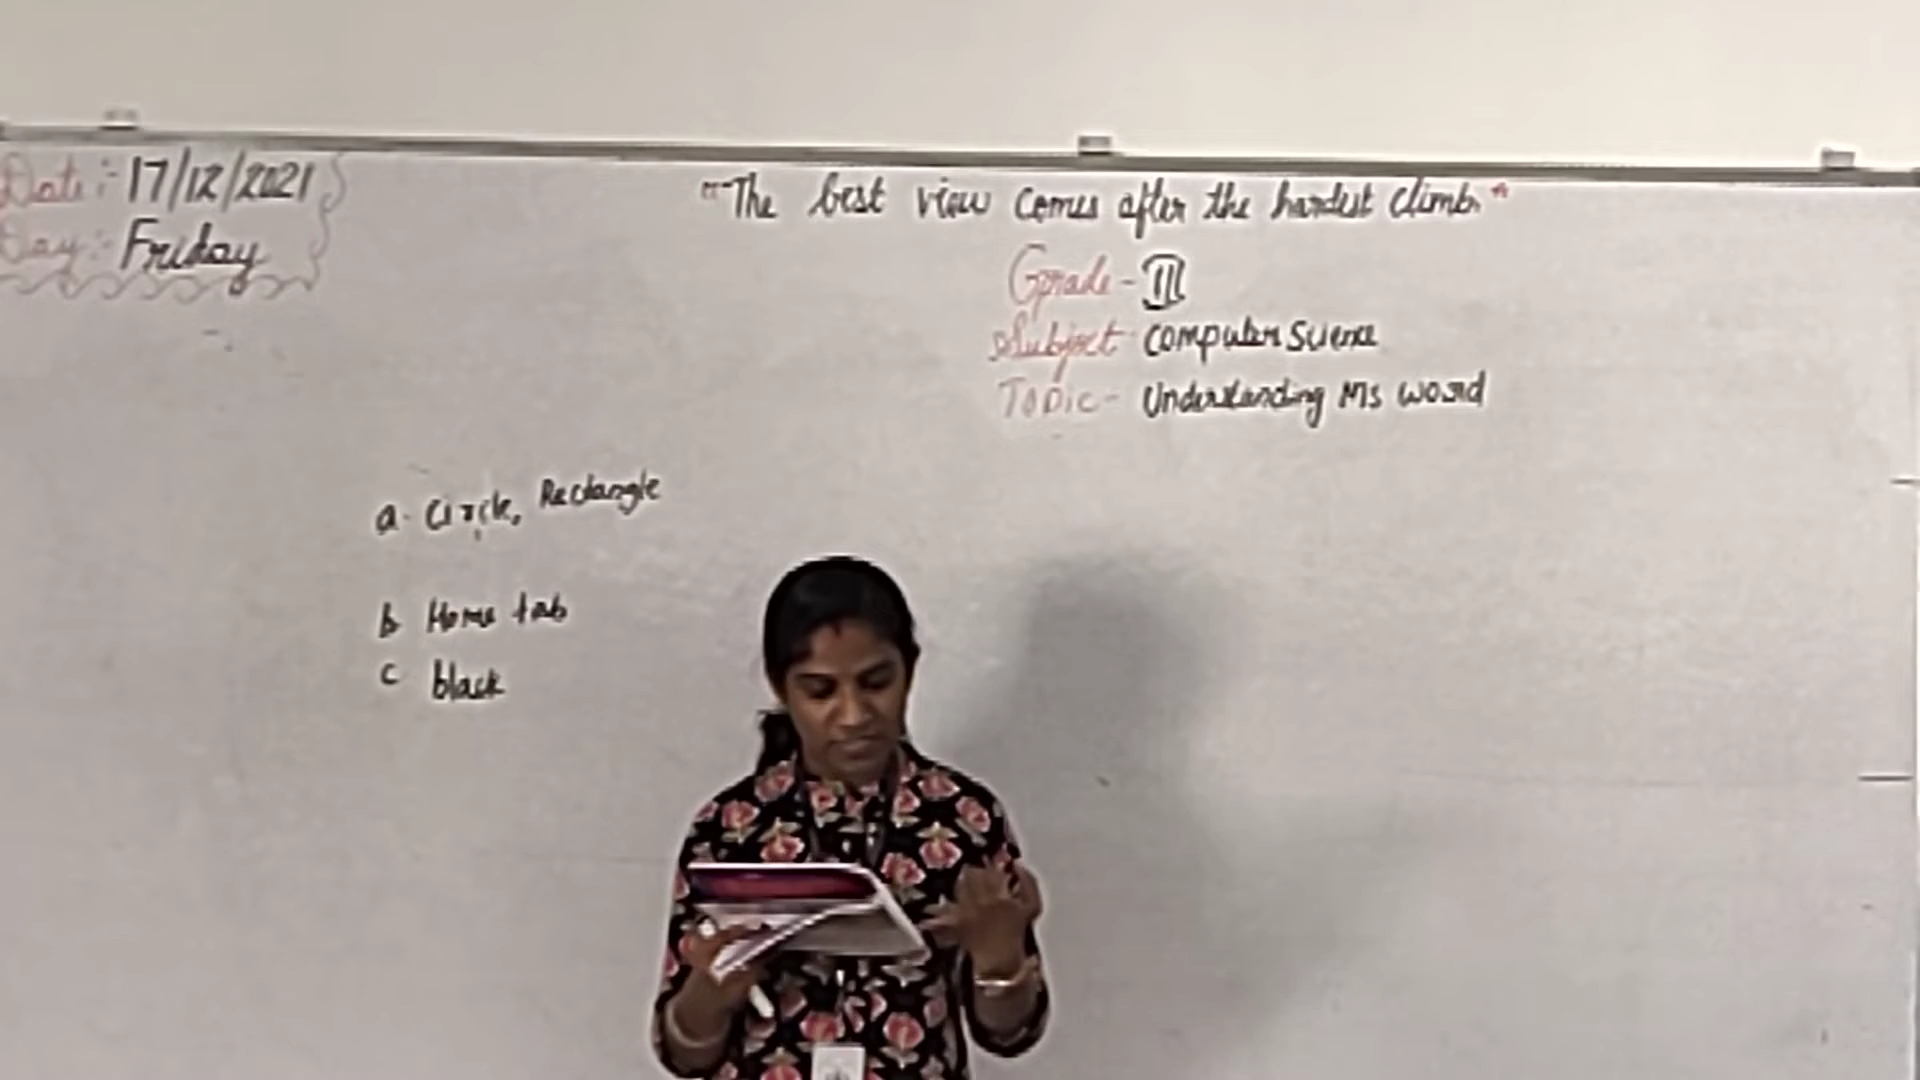 Date:- 17/12/2021
Day:- Friday
"The best view comes after the hardest climb."
Grade - II
Subject - Computer Science
Topic - Understanding Ms word
a. Circle, Rectangle
b Home tab
c black